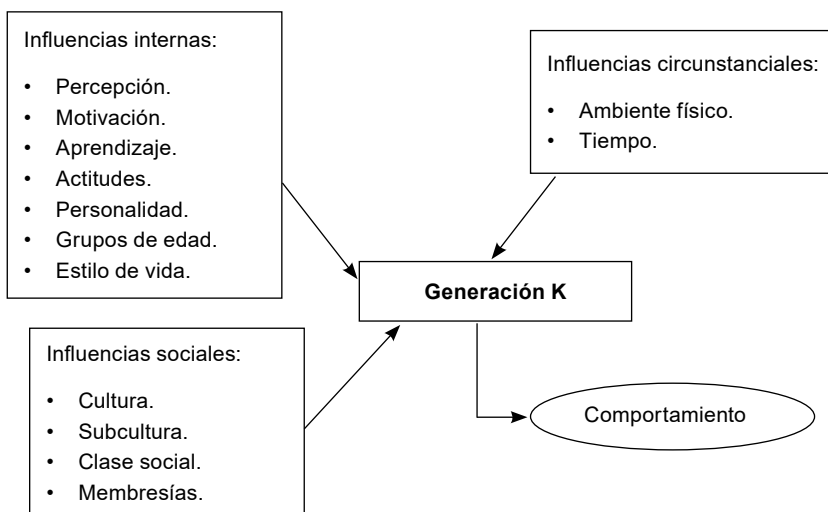 Influencias internas:
• Percepción.
• Motivación.
• Aprendizaje.
• Actitudes.
• Personalidad.
• Grupos de edad.
• Estilo de vida.
Influencias circunstanciales:
• Ambiente físico.
• Tiempo.
Generación K
Influencias sociales:
• Cultura.
• Subcultura.
• Clase social.
• Membresías.
Comportamiento